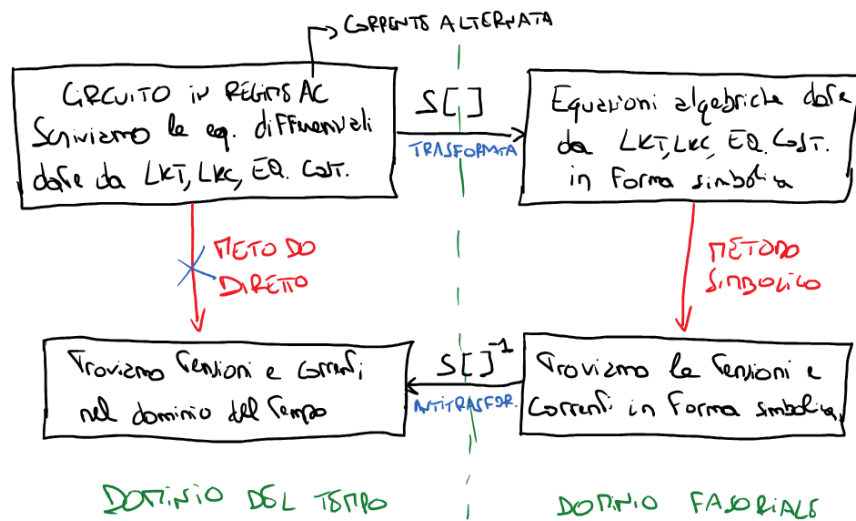 CORRENTE ALTERNATA
CIRCUITO IN REGIME AC
Scriviamo le eq. differenziali
date da LKT, LKC, EQ. COST.
S[ ]
TRASFORMATA
Equazioni algebriche date
da LKT, LKC, EQ. COST.
in forma simbolica
METODO
DIRETTO
METODO
SIMBOLICO
Troviamo tensioni e correnti
nel dominio del tempo
S[ ]⁻¹
ANTITRASFOR.
Troviamo le tensioni e
correnti in forma simbolica
DOMINIO DEL TEMPO
DOMINIO FASORIALE